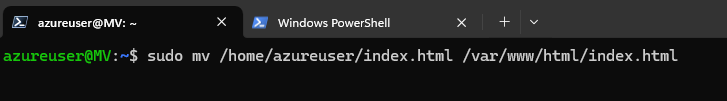 azureuser@MV: ~
Windows PowerShell
azureuser@MV:~$ sudo mv /home/azureuser/index.html /var/www/html/index.html